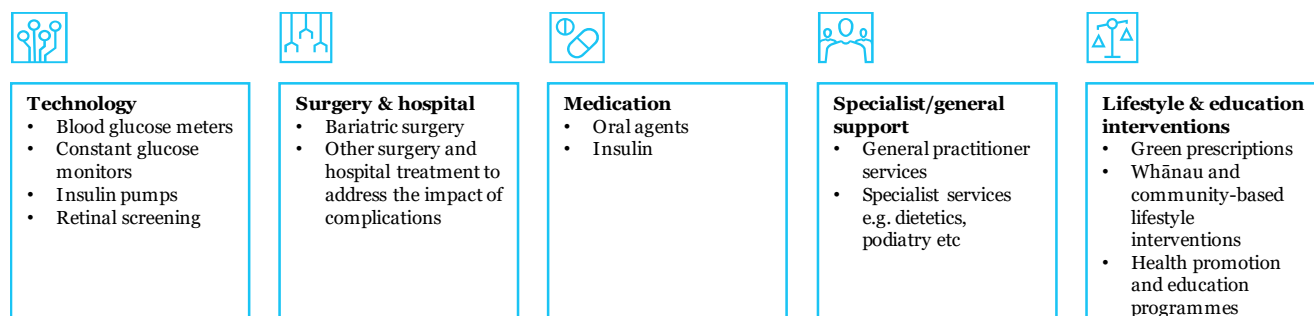 Technology
• Blood glucose meters
• Constant glucose
monitors
• Insulin pumps
• Retinal screening
Surgery & hospital
• Bariatric surgery
• Other surgery and
hospital treatment to
address the impact of
complications
Medication
• Oral agents
• Insulin
Specialist/general
support
• General practitioner
services
• Specialist services
e.g. dietetics,
podiatry etc
Lifestyle & education
interventions
• Green prescriptions
• Whānau and
community-based
lifestyle
interventions
• Health promotion
and education
programmes